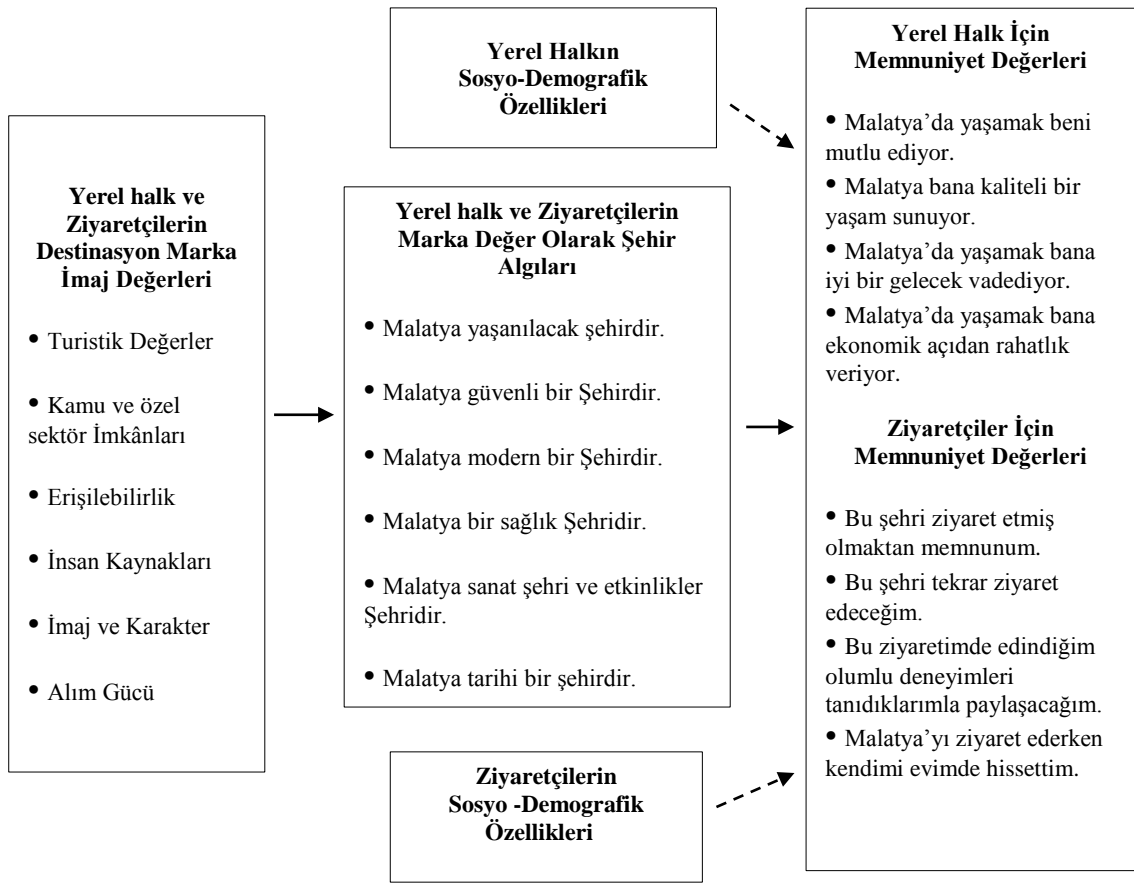 Yerel halk ve
Ziyaretçilerin
Destinasyon Marka
İmaj Değerleri
• Turistik Değerler
• Kamu ve özel
sektör İmkânları
• Erişilebilirlik
• İnsan Kaynakları
• İmaj ve Karakter
• Alım Gücü
Yerel Halkın
Sosyo-Demografik
Özellikleri
Yerel halk ve Ziyaretçilerin
Marka Değer Olarak Şehir
Algıları
• Malatya yaşanılacak şehirdir.
• Malatya güvenli bir Şehirdir.
• Malatya modern bir Şehirdir.
• Malatya bir sağlık Şehridir.
• Malatya sanat şehri ve etkinlikler
Şehridir.
• Malatya tarihi bir şehirdir.
Ziyaretçilerin
Sosyo -Demografik
Özellikleri
Yerel Halk İçin
Memnuniyet Değerleri
• Malatya’da yaşamak beni
mutlu ediyor.
• Malatya bana kaliteli bir
yaşam sunuyor.
• Malatya’da yaşamak bana
iyi bir gelecek vadediyor.
• Malatya’da yaşamak bana
ekonomik açıdan rahatlık
veriyor.
Ziyaretçiler İçin
Memnuniyet Değerleri
• Bu şehri ziyaret etmiş
olmaktan memnunum.
• Bu şehri tekrar ziyaret
edeceğim.
• Bu ziyaretimde edindiğim
olumlu deneyimleri
tanıdıklarımla paylaşacağım.
• Malatya’yı ziyaret ederken
kendimi evimde hissettim.